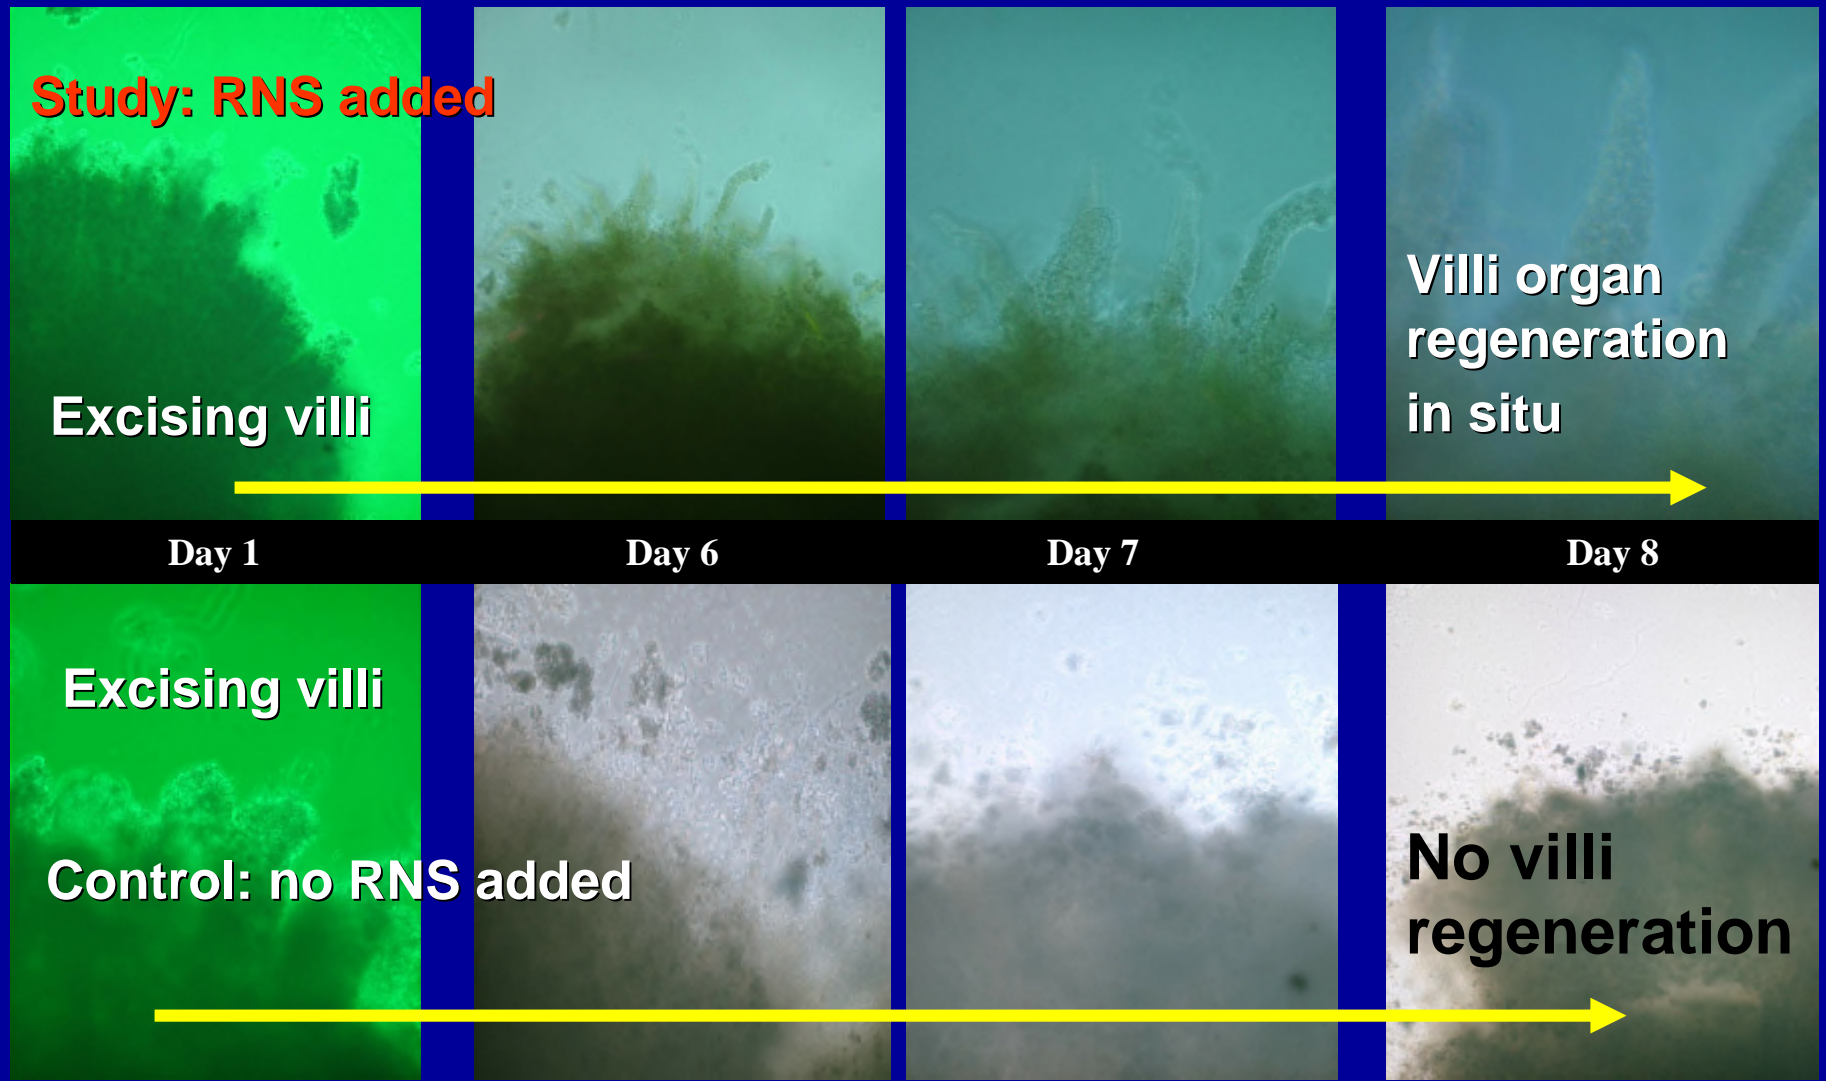 Study: RNS added
Excising villi
Villi organ
regeneration
in situ
Day 1
Day 6
Day 7
Day 8
Excising villi
Control: no RNS added
No villi
regeneration